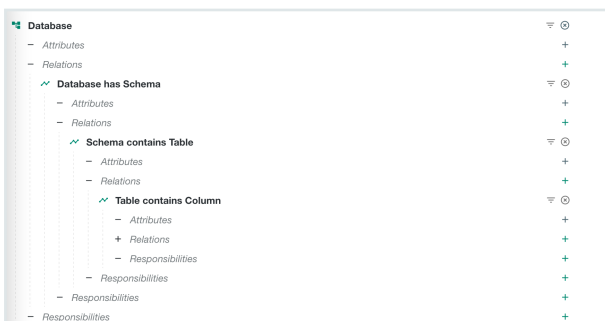 Database
Attributes
Relations
Database has Schema
Attributes
Relations
Schema contains Table
Attributes
Relations
Table contains Column
Attributes
Relations
Responsibilities
Responsibilities
Responsibilities
Responsibilities